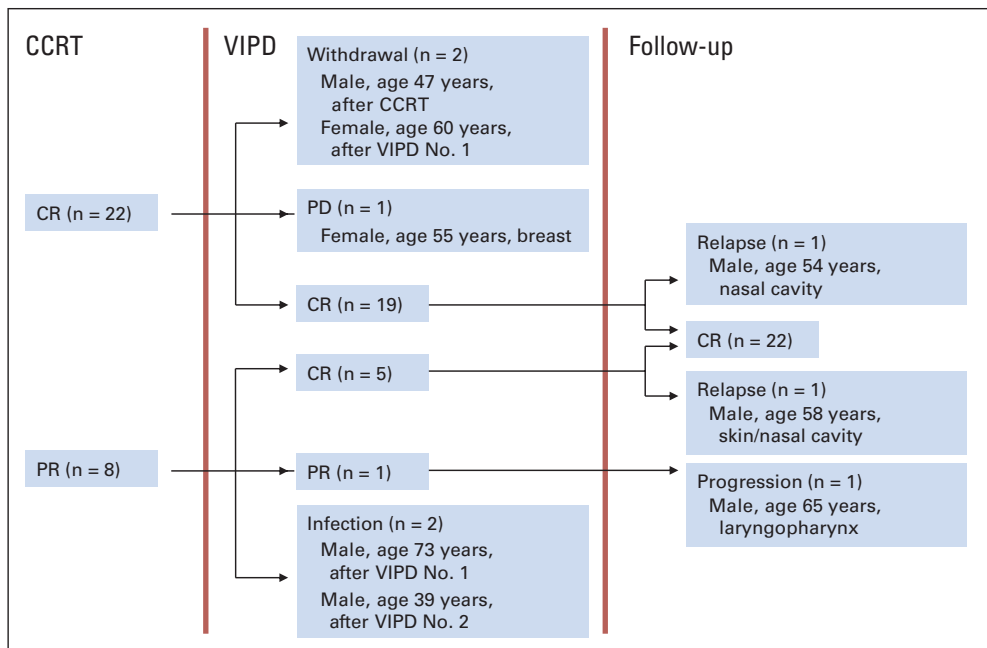 CCRT
VIPD
Follow-up
CR (n = 22)
PR (n = 8)
Withdrawal (n = 2)
Male, age 47 years,
after CCRT
Female, age 60 years,
after VIPD No. 1
PD (n = 1)
Female, age 55 years, breast
CR (n = 19)
CR (n = 5)
PR (n = 1)
Infection (n = 2)
Male, age 73 years,
after VIPD No. 1
Male, age 39 years,
after VIPD No. 2
Relapse (n = 1)
Male, age 54 years,
nasal cavity
CR (n = 22)
Relapse (n = 1)
Male, age 58 years,
skin/nasal cavity
Progression (n = 1)
Male, age 65 years,
laryngopharynx